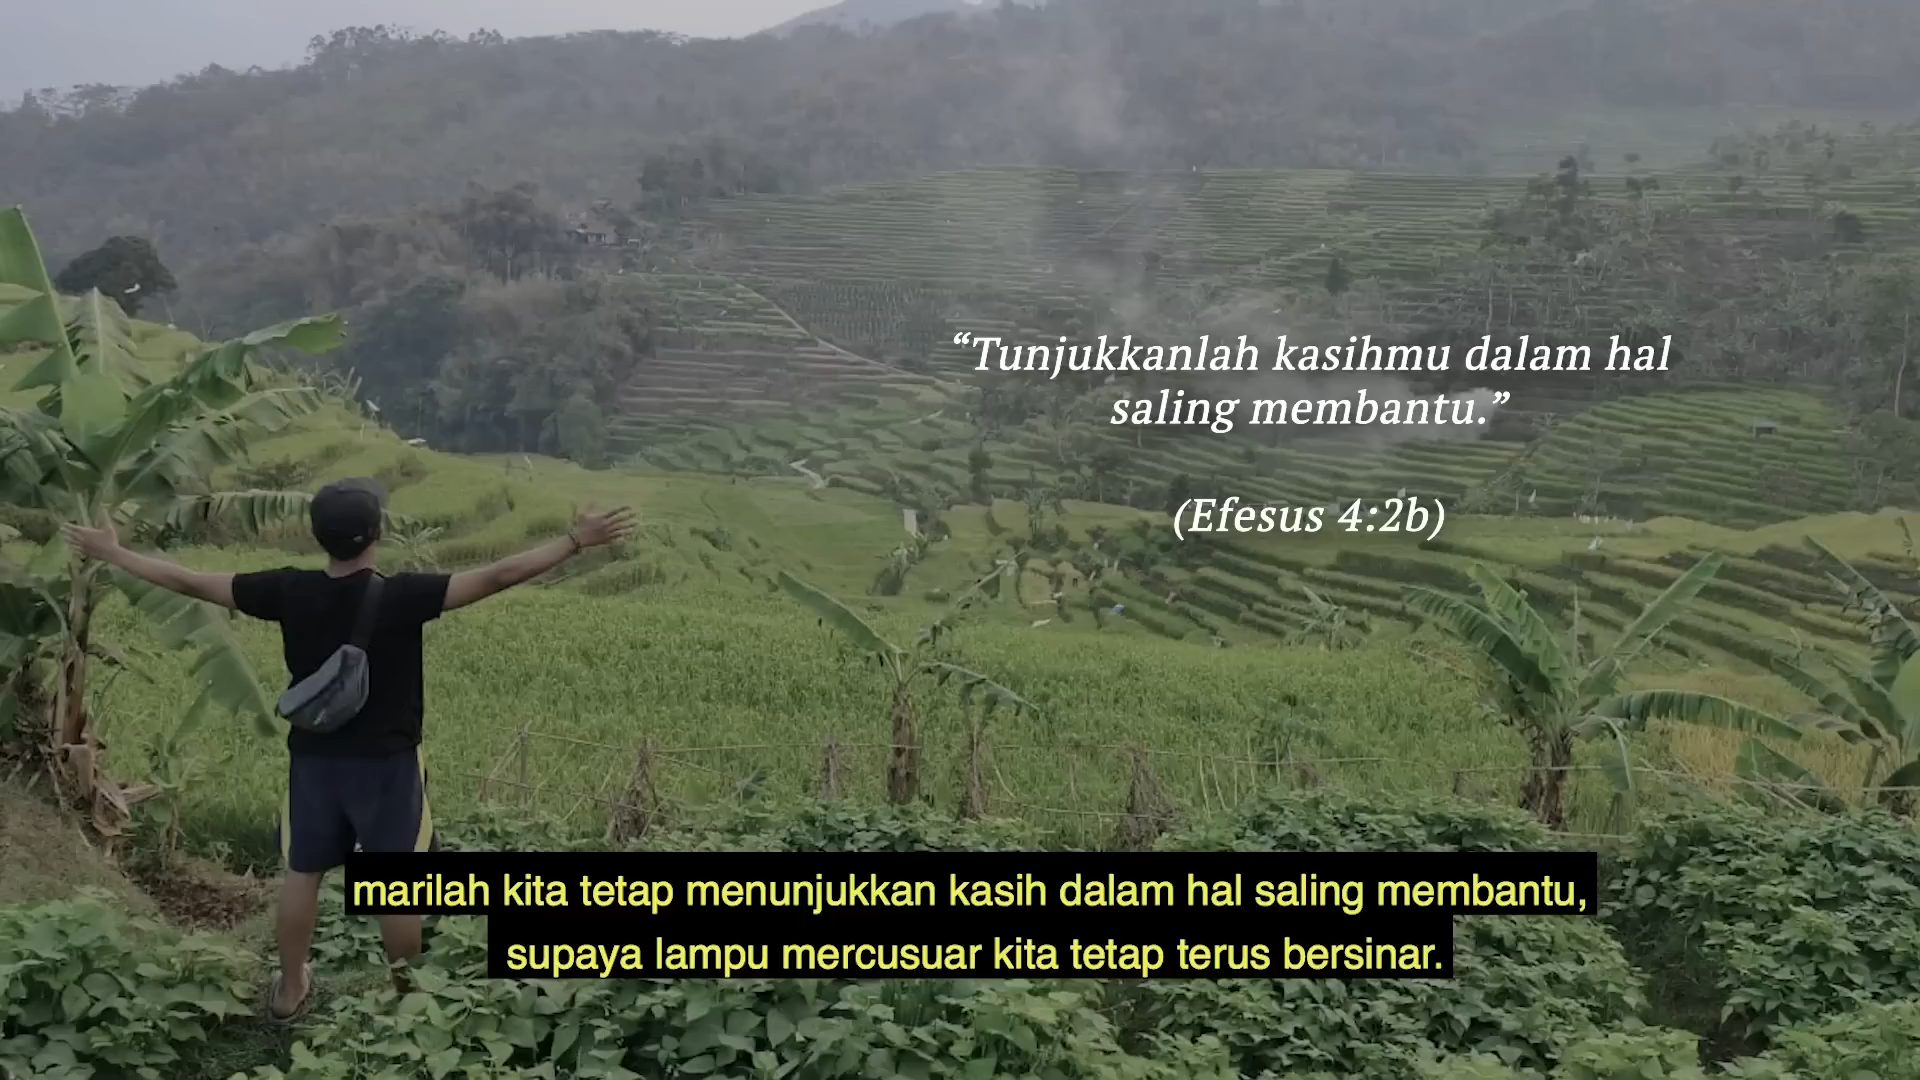 “Tunjukkanlah kasihmu dalam hal
saling membantu.”
(Efesus 4:2b)
marilah kita tetap menunjukkan kasih dalam hal saling membantu,
supaya lampu mercusuar kita tetap terus bersinar.